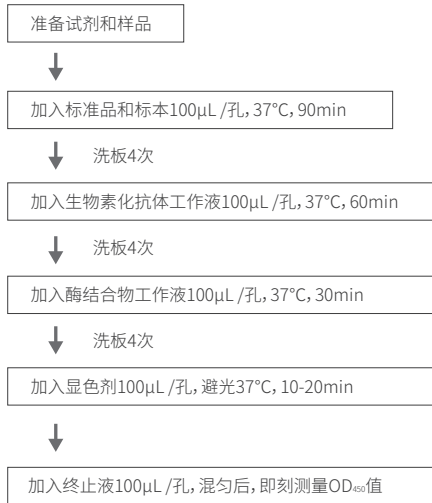 准备试剂和样品
加入标准品和标本100μL /孔，37°C，90min
洗板4次
加入生物素化抗体工作液100μL /孔，37°C，60min
洗板4次
加入酶结合物工作液100μL /孔，37°C，30min
洗板4次
加入显色剂100μL /孔，避光37°C，10-20min
加入终止液100μL /孔，混匀后，即刻测量OD₄₅₀值